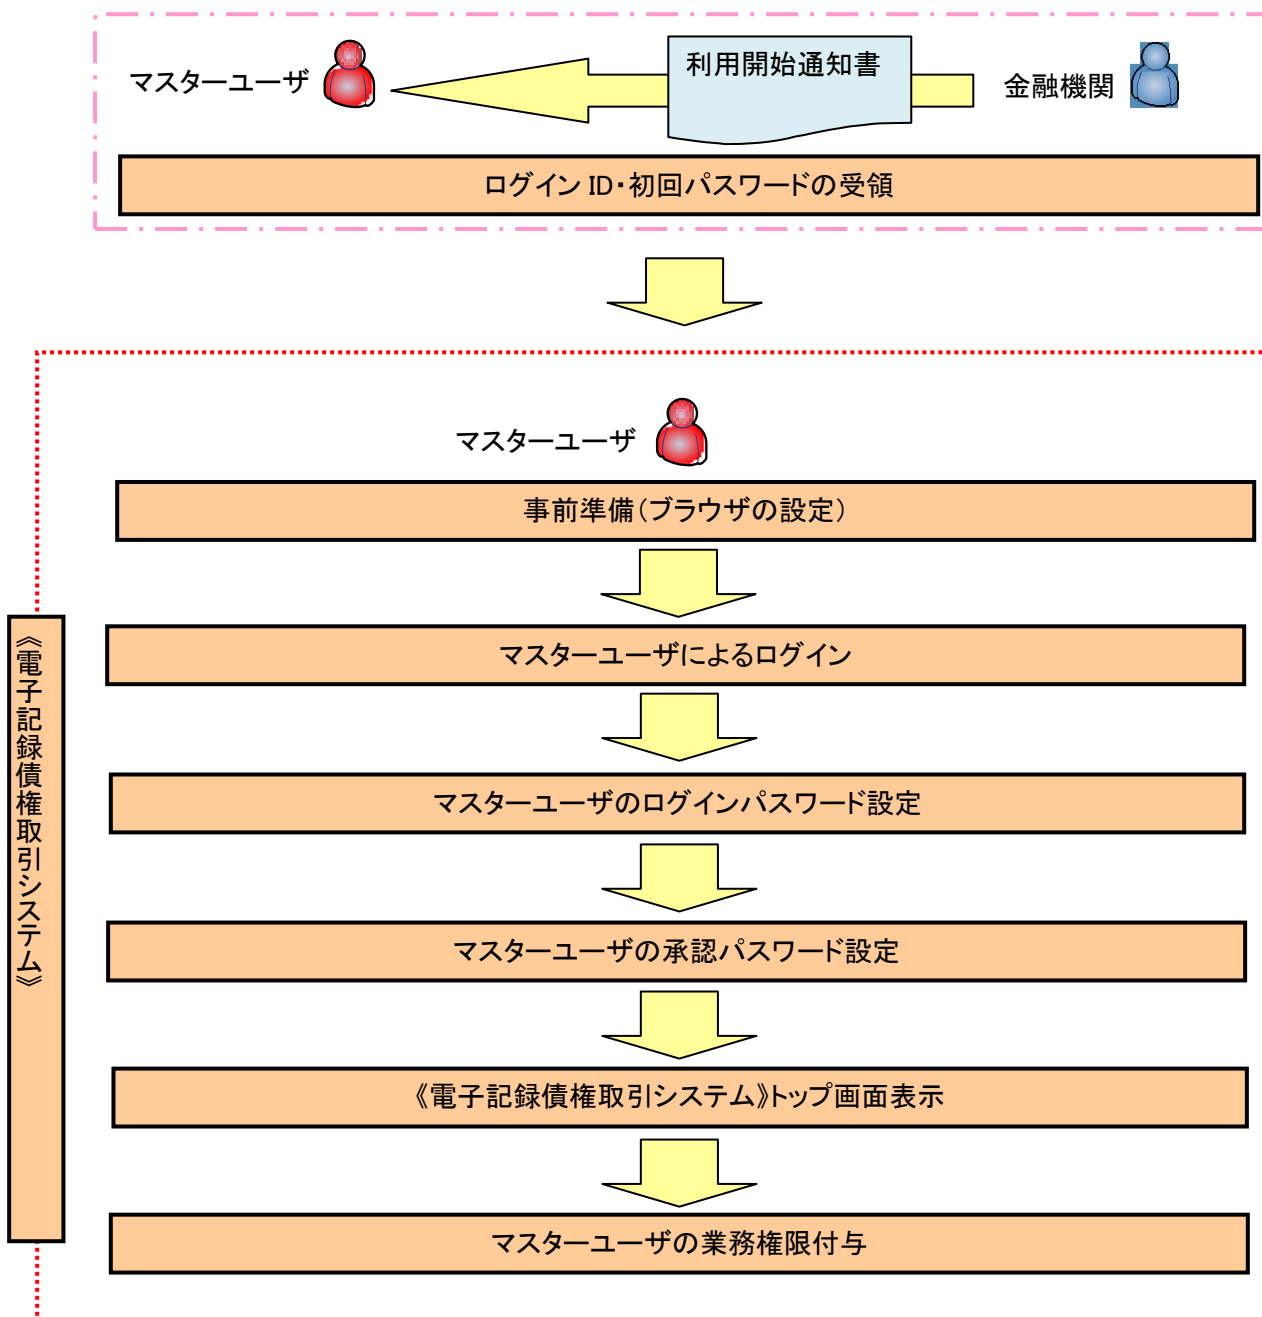 マスターユーザ
利用開始通知書
金融機関
ログイン ID・初回パスワードの受領
マスターユーザ
事前準備（ブラウザの設定）
《電子記録債権取引システム》
マスターユーザによるログイン
マスターユーザのログインパスワード設定
マスターユーザの承認パスワード設定
《電子記録債権取引システム》トップ画面表示
マスターユーザの業務権限付与